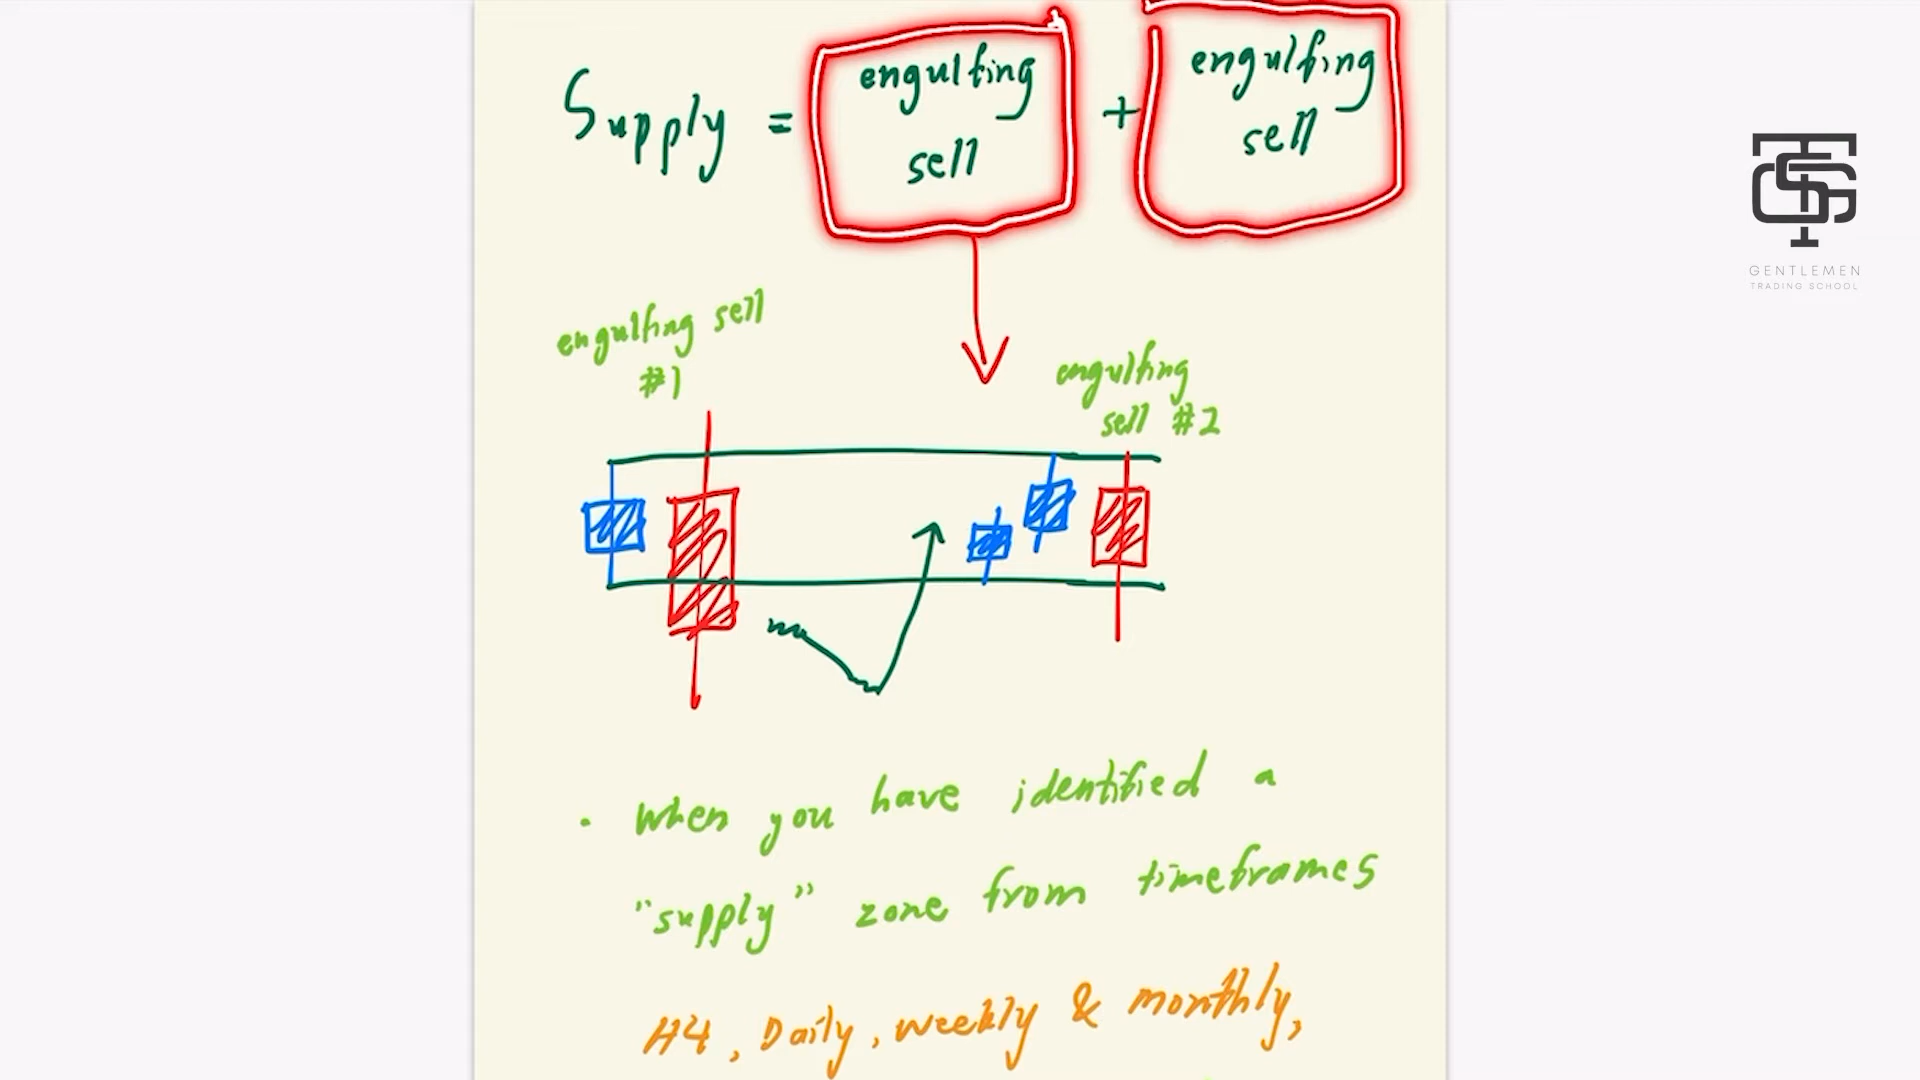 Supply = engulfing sell + engulfing sell
engulfing sell
#1
engulfing
sell #2
• When you have identified a
"supply" zone from timeframes
H4, Daily, weekly & monthly,
GENTLEMEN
TRADING SCHOOL